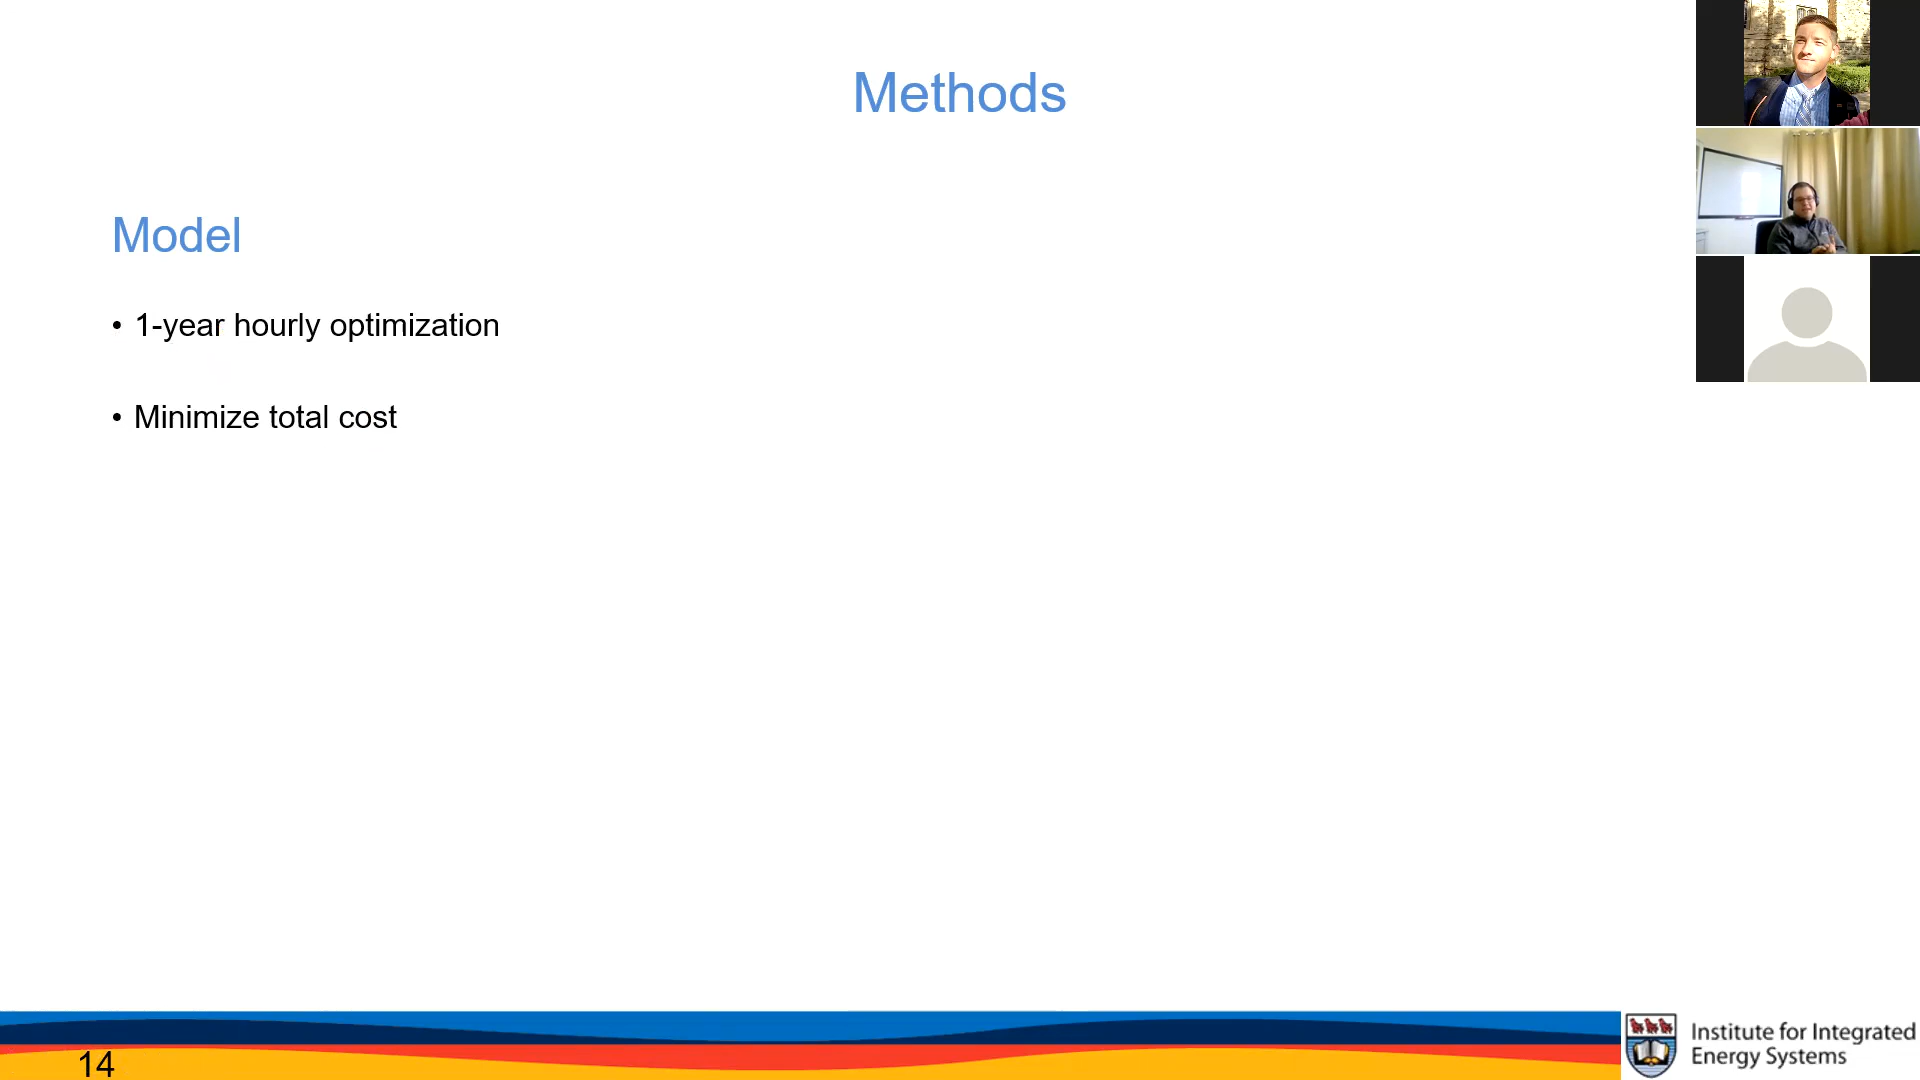 Methods
Model
• 1-year hourly optimization
• Minimize total cost
14
Institute for Integrated
Energy Systems